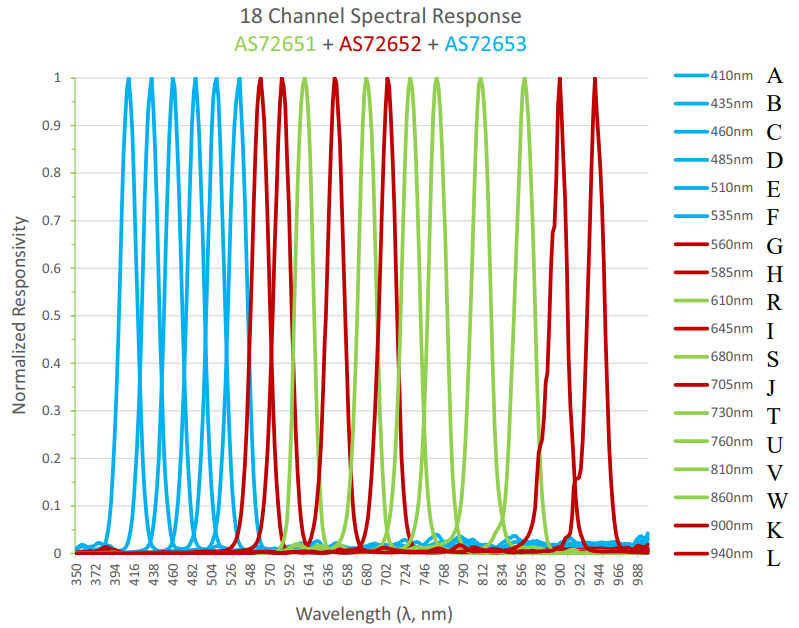 18 Channel Spectral Response
AS72651 + AS72652 + AS72653
Normalized Responsivity
1
0.9
0.8
0.7
0.6
0.5
0.4
0.3
0.2
0.1
0
350 372 394 416 438 460 482 504 526 548 570 592 614 636 658 680 702 724 746 768 790 812 834 856 878 900 922 944 966 988
Wavelength (λ, nm)
410nm A
435nm B
460nm C
485nm D
510nm E
535nm F
560nm G
585nm H
610nm R
645nm I
680nm S
705nm J
730nm T
760nm U
810nm V
860nm W
900nm K
940nm L